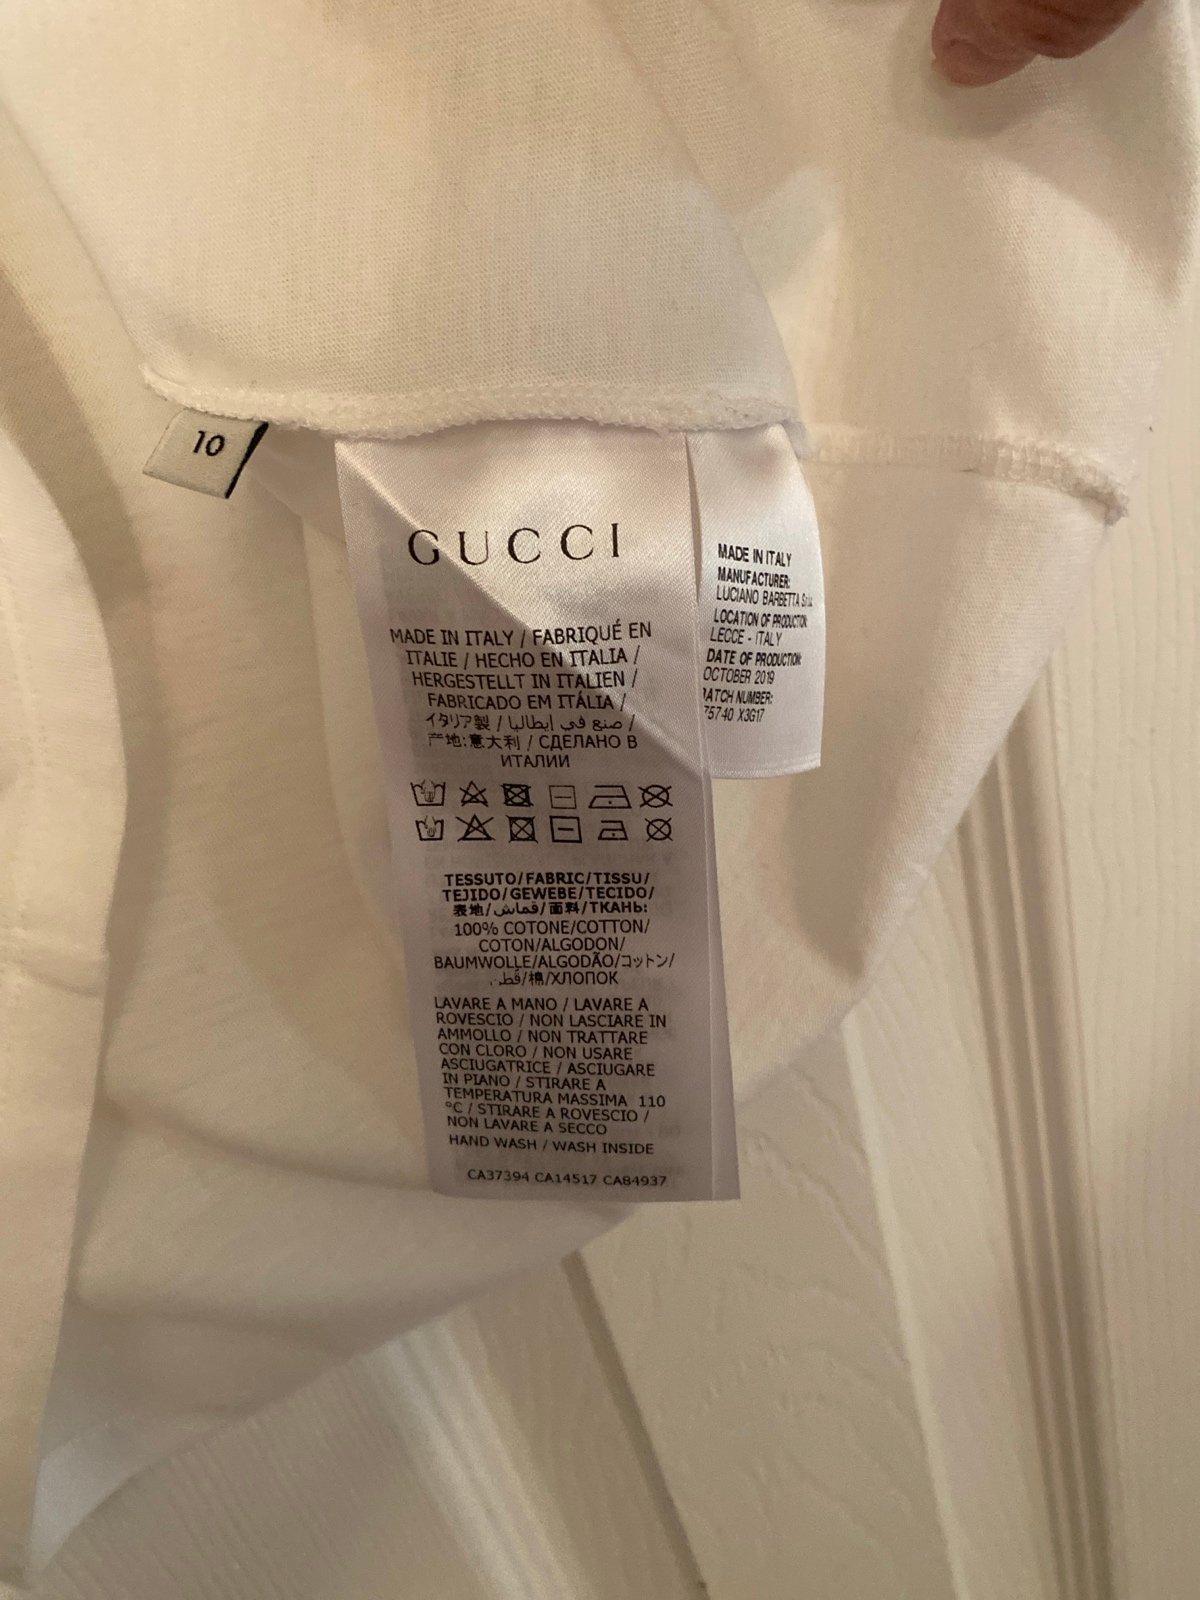 10
GUCCI
MADE IN ITALY / FABRIQUÉ EN
ITALIE / HECHO EN ITALIA /
HERGESTELLT IN ITALIEN /
FABRICADO EM ITÁLIA /
イタリア製 / صنع في إيطاليا /
产地:意大利 / СДЕЛАНО В
ИТАЛИИ
TESSUTO/FABRIC/TISSU/
TEJIDO/GEWEBE/TECIDO/
表地/قماش/面料/ТКАНЬ:
100% COTONE/COTTON/
COTON/ALGODON/
BAUMWOLLE/ALGODÃO/コットン/
قطن/棉/ХЛОПОК
LAVARE A MANO / LAVARE A
ROVESCIO / NON LASCIARE IN
AMMOLLO / NON TRATTARE
CON CLORO / NON USARE
ASCIUGATRICE / ASCIUGARE
IN PIANO / STIRARE A
TEMPERATURA MASSIMA 110
°C / STIRARE A ROVESCIO /
NON LAVARE A SECCO
HAND WASH / WASH INSIDE
CA37394 CA14517 CA84937
MADE IN ITALY
MANUFACTURER:
LUCIANO BARBETTA
LOCATION OF PRODUCTION:
LECCE - ITALY
DATE OF PRODUCTION:
OCTOBER 2019
BATCH NUMBER:
75740 X3G17